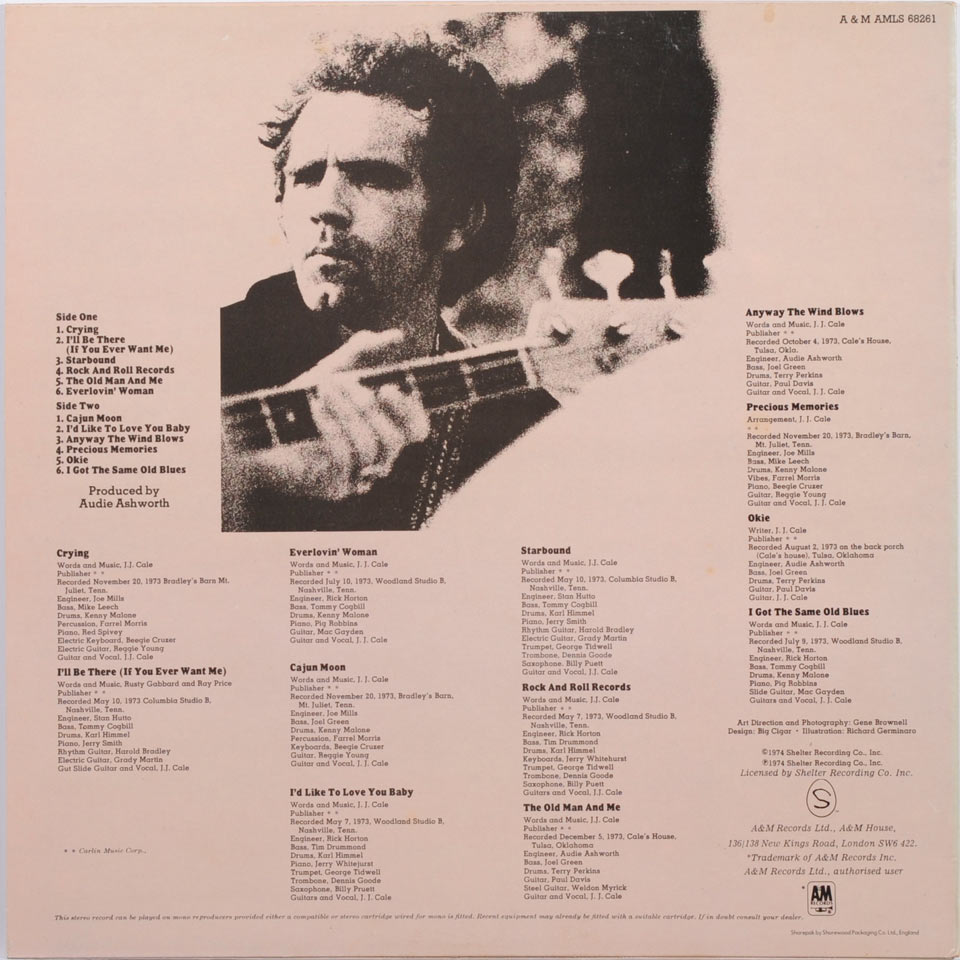 A & M AMLS 68261
Side One
1. Crying
2. I'll Be There
(If You Ever Want Me)
3. Starbound
4. Rock And Roll Records
5. The Old Man And Me
6. Everlovin' Woman
Side Two
1. Cajun Moon
2. I'd Like To Love You Baby
3. Anyway The Wind Blows
4. Precious Memories
5. Okie
6. I Got The Same Old Blues
Produced by
Audie Ashworth
Crying
Words and Music, J.J. Cale
Publisher * *
Recorded November 20, 1973 Bradley's Barn Mt.
Juliet, Tenn.
Engineer, Joe Mills
Bass, Mike Leech
Drums, Kenny Malone
Percussion, Farrel Morris
Piano, Red Spivey
Electric Keyboard, Beegie Cruzer
Electric Guitar, Reggie Young
Guitar and Vocal, J.J. Cale
I'll Be There (If You Ever Want Me)
Words and Music, Rusty Gabbard and Ray Price
Publisher * *
Recorded May 10, 1973 Columbia Studio B,
Nashville, Tenn.
Engineer, Stan Hutto
Bass, Tommy Cogbill
Drums, Karl Himmel
Piano, Jerry Smith
Rhythm Guitar, Harold Bradley
Electric Guitar, Grady Martin
Gut Slide Guitar and Vocal, J.J. Cale
* * Carlin Music Corp.,
Everlovin' Woman
Words and Music, J. J. Cale
Publisher * *
Recorded July 10, 1973, Woodland Studio B,
Nashville, Tenn.
Engineer, Rick Horton
Bass, Tommy Cogbill
Drums, Kenny Malone
Piano, Pig Robbins
Guitar, Mac Gayden
Guitar and Vocal, J. J. Cale
Cajun Moon
Words and Music, J. J. Cale
Publisher * *
Recorded November 20, 1973, Bradley's Barn,
Mt. Juliet, Tenn.
Engineer, Joe Mills
Bass, Joel Green
Drums, Kenny Malone
Percussion, Farrel Morris
Keyboards, Beegie Cruzer
Guitar, Reggie Young
Guitar and Vocal, J. J. Cale
I'd Like To Love You Baby
Words and Music, J. J. Cale
Publisher * *
Recorded May 7, 1973, Woodland Studio B,
Nashville, Tenn.
Engineer, Rick Horton
Bass, Tim Drummond
Drums, Karl Himmel
Piano, Jerry Whitehurst
Trumpet, George Tidwell
Trombone, Dennis Goode
Saxophone, Billy Pruett
Guitars and Vocal, J. J. Cale
Starbound
Words and Music, J.J. Cale
Publisher * *
Recorded May 10, 1973, Columbia Studio B,
Nashville, Tenn.
Engineer, Stan Hutto
Bass, Tommy Cogbill
Drums, Karl Himmel
Piano, Jerry Smith
Rhythm Guitar, Harold Bradley
Electric Guitar, Grady Martin
Trumpet, George Tidwell
Trombone, Dennis Goode
Saxophone, Billy Puett
Guitar and Vocal, J. J. Cale
Rock And Roll Records
Words and Music, J. J. Cale
Publisher * *
Recorded May 7, 1973, Woodland Studio B,
Nashville, Tenn.
Engineer, Rick Horton
Bass, Tim Drummond
Drums, Karl Himmel
Keyboards, Jerry Whitehurst
Trumpet, George Tidwell
Trombone, Dennis Goode
Saxophone, Billy Puett
Guitars and Vocal, J.J. Cale
The Old Man And Me
Words and Music, J. J. Cale
Publisher * *
Recorded December 5, 1973, Cale's House,
Tulsa, Oklahoma
Engineer, Audie Ashworth
Bass, Joel Green
Drums, Terry Perkins
Guitar, Paul Davis
Steel Guitar, Weldon Myrick
Guitar and Vocal, J. J. Cale
Anyway The Wind Blows
Words and Music, J. J. Cale
Publisher * *
Recorded October 4, 1973, Cale's House,
Tulsa, Okla.
Engineer, Audie Ashworth
Bass, Joel Green
Drums, Terry Perkins
Guitar, Paul Davis
Guitar and Vocal, J. J. Cale
Precious Memories
Arrangement, J. J. Cale
* *
Recorded November 20, 1973, Bradley's Barn,
Mt. Juliet, Tenn.
Engineer, Joe Mills
Bass, Mike Leech
Drums, Kenny Malone
Vibes, Farrel Morris
Piano, Beegie Cruzer
Guitar, Reggie Young
Guitar and Vocal, J. J. Cale
Okie
Writer, J. J. Cale
Publisher * *
Recorded August 2, 1973 on the back porch
(Cale's house), Tulsa, Oklahoma
Engineer, Audie Ashworth
Bass, Joel Green
Drums, Terry Perkins
Guitar, Paul Davis
Guitar, J. J. Cale
I Got The Same Old Blues
Words and Music, J. J. Cale
Publisher * *
Recorded July 9, 1973, Woodland Studio B,
Nashville, Tenn.
Engineer, Rick Horton
Bass, Tommy Cogbill
Drums, Kenny Malone
Piano, Pig Robbins
Slide Guitar, Mac Gayden
Guitars and Vocal, J. J. Cale
Art Direction and Photography: Gene Brownell
Design: Big Cigar • Illustration: Richard Germinaro
©1974 Shelter Recording Co., Inc.
℗1974 Shelter Recording Co., Inc.
Licensed by Shelter Recording Co. Inc.
S
A&M Records Ltd., A&M House,
136/138 New Kings Road, London SW6 422.
*Trademark of A&M Records Inc.
A&M Records Ltd., authorised user
* AM
RECORDS
This stereo record can be played on mono reproducers provided either a compatible or stereo cartridge wired for mono is fitted. Recent equipment may already be fitted with a suitable cartridge. If in doubt consult your dealer.
Shorepak by Shorewood Packaging Co. Ltd., England